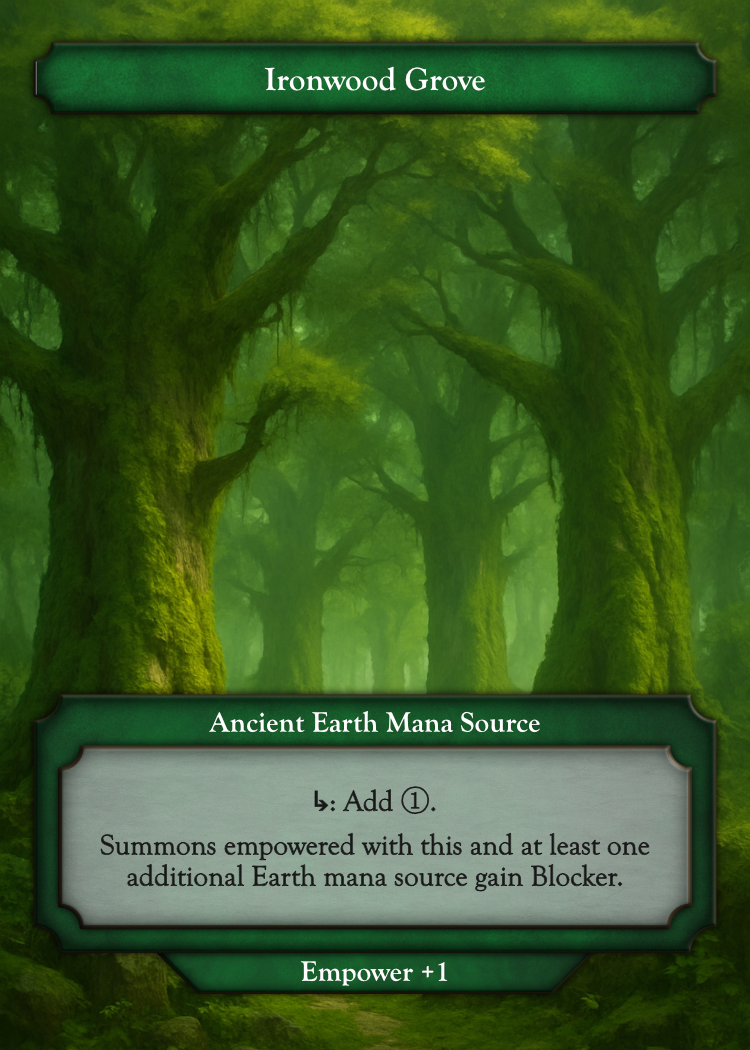 Ironwood Grove
Ancient Earth Mana Source
↳: Add ①.
Summons empowered with this and at least one
additional Earth mana source gain Blocker.
Empower +1